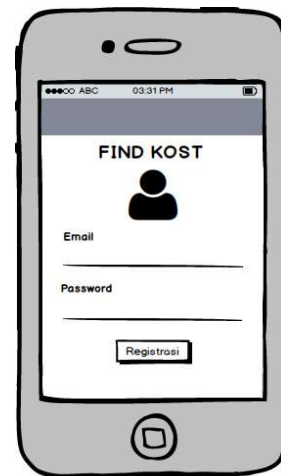 ABC 03:31 PM
FIND KOST
Email
Password
Registrasi